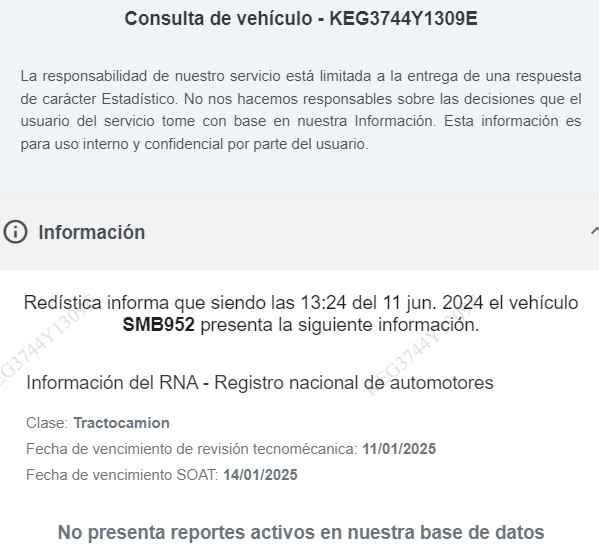 Consulta de vehículo - KEG3744Y1309E
La responsabilidad de nuestro servicio está limitada a la entrega de una respuesta
de carácter Estadístico. No nos hacemos responsables sobre las decisiones que el
usuario del servicio tome con base en nuestra Información. Esta información es
para uso interno y confidencial por parte del usuario.
Información
Redística informa que siendo las 13:24 del 11 jun. 2024 el vehículo
SMB952 presenta la siguiente información.
KEG3744Y1309E
KEG3744Y1309E
Información del RNA - Registro nacional de automotores
Clase: Tractocamion
Fecha de vencimiento de revisión tecnomécanica: 11/01/2025
Fecha de vencimiento SOAT: 14/01/2025
No presenta reportes activos en nuestra base de datos